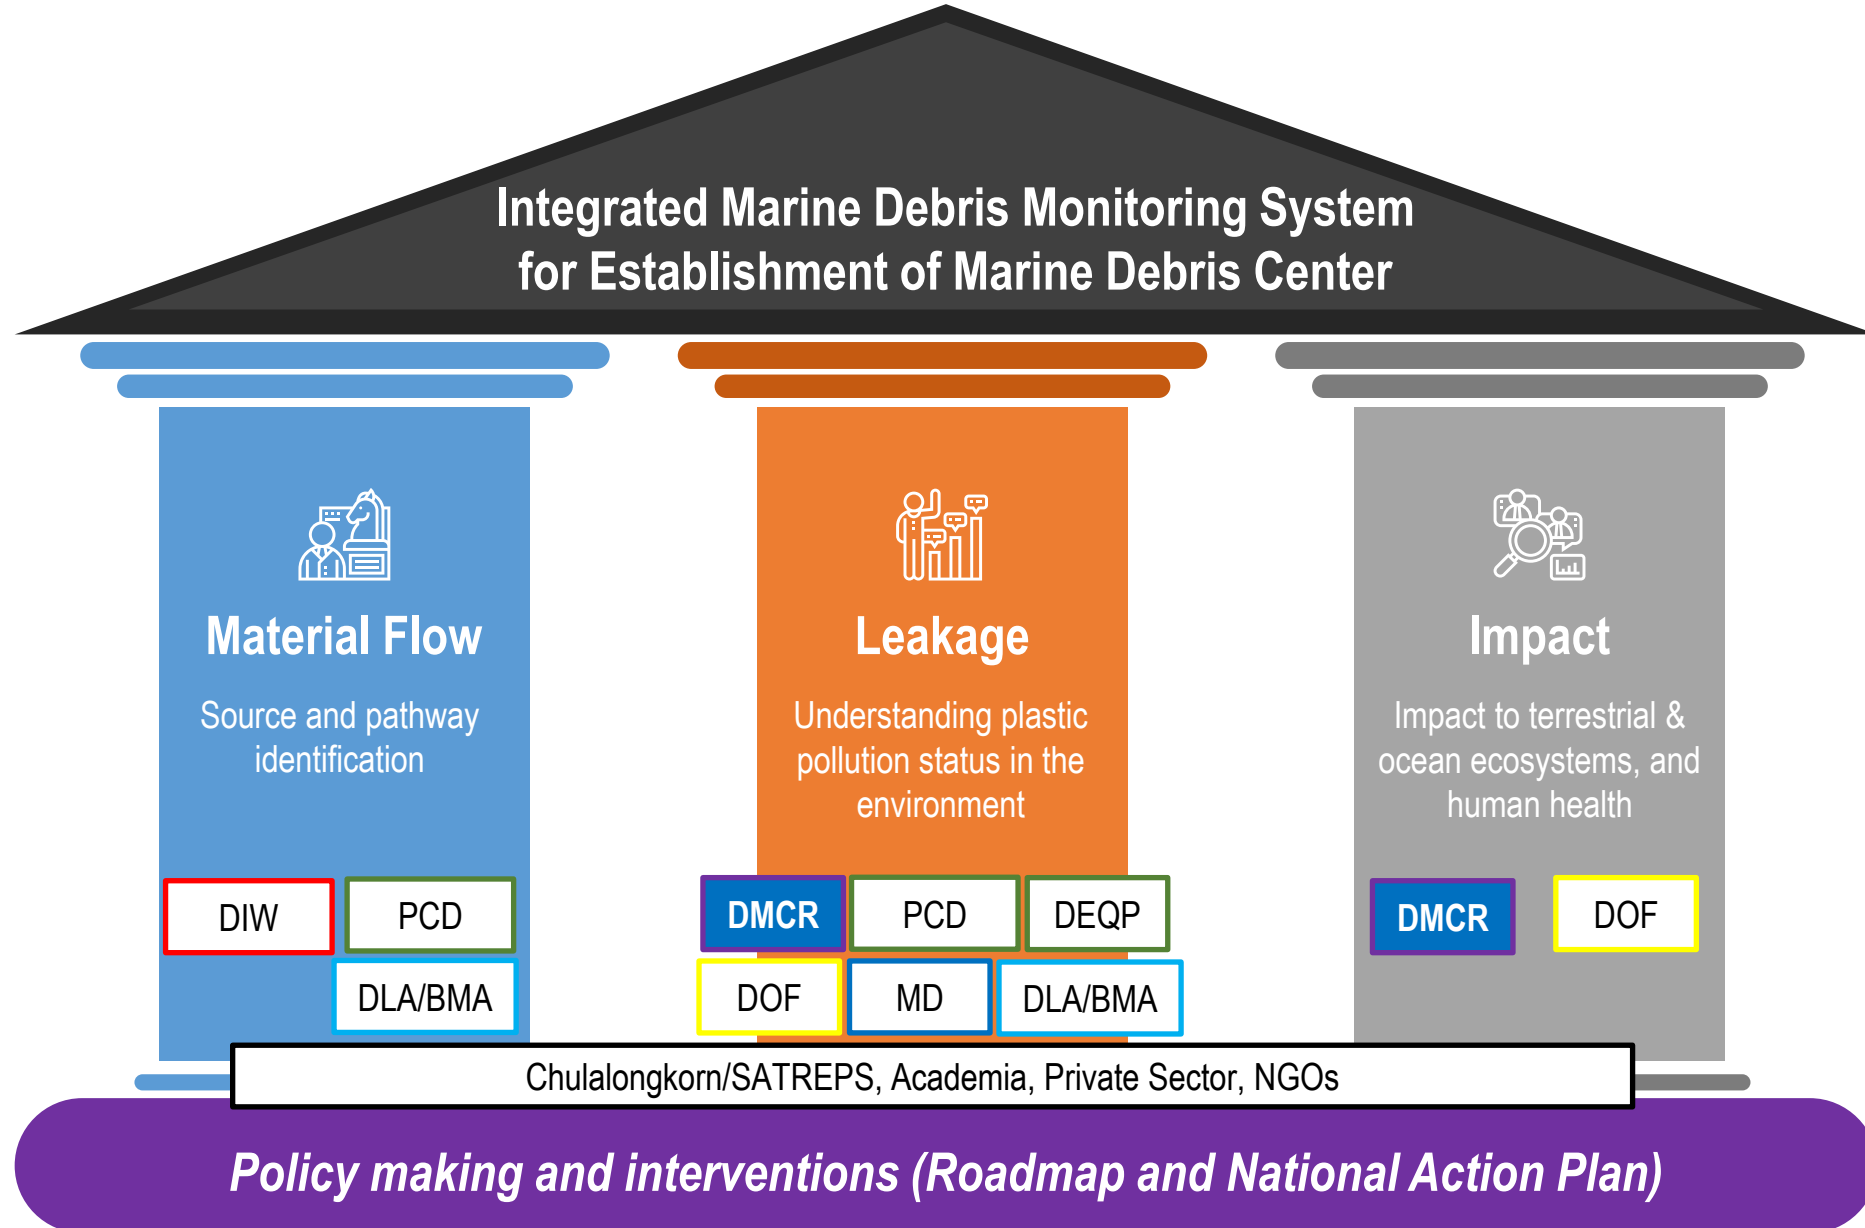 Integrated Marine Debris Monitoring System
for Establishment of Marine Debris Center
Material Flow
Source and pathway
identification
DIW
PCD
DLA/BMA
Leakage
Understanding plastic
pollution status in the
environment
DMCR
PCD
DEQP
DOF
MD
DLA/BMA
Impact
Impact to terrestrial &
ocean ecosystems, and
human health
DMCR
DOF
Chulalongkorn/SATREPS, Academia, Private Sector, NGOs
Policy making and interventions (Roadmap and National Action Plan)